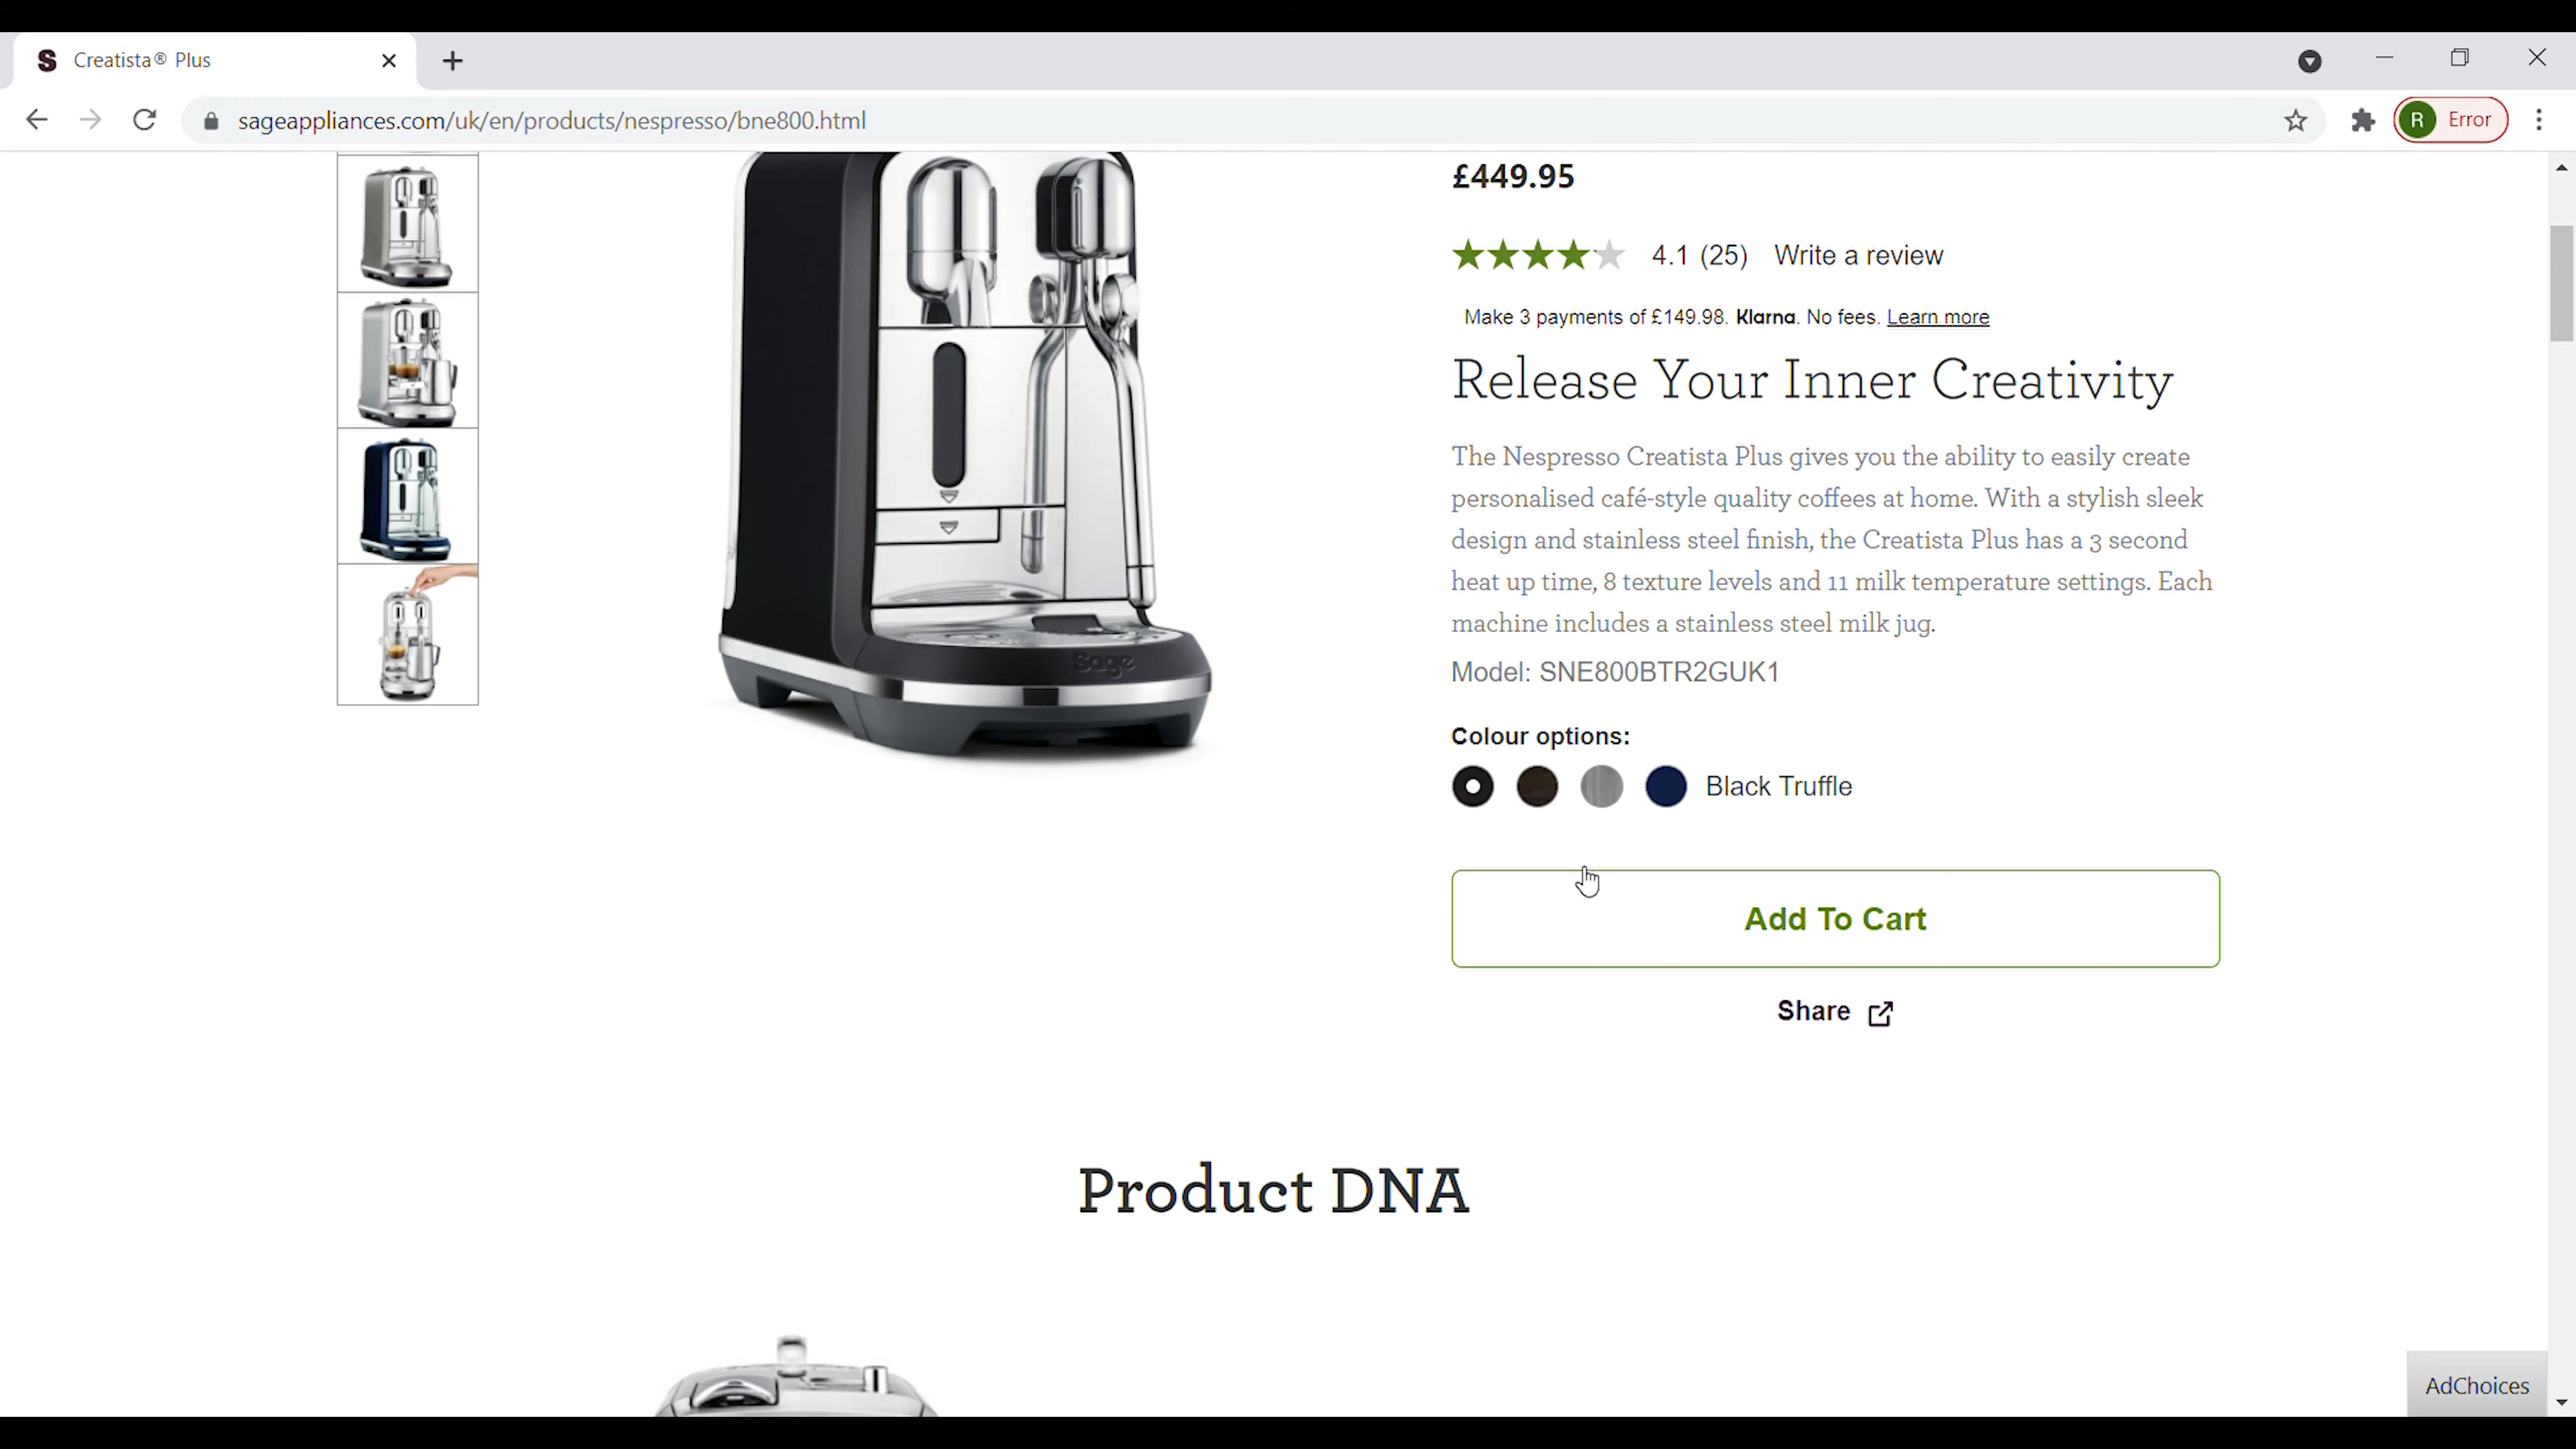 S Creatista® Plus
sageappliances.com/uk/en/products/nespresso/bne800.html
R Error
£449.95
4.1 (25) Write a review
Make 3 payments of £149.98. Klarna. No fees. Learn more
Release Your Inner Creativity
The Nespresso Creatista Plus gives you the ability to easily create
personalised café-style quality coffees at home. With a stylish sleek
design and stainless steel finish, the Creatista Plus has a 3 second
heat up time, 8 texture levels and 11 milk temperature settings. Each
machine includes a stainless steel milk jug.
Sage
Model: SNE800BTR2GUK1
Colour options:
Black Truffle
Add To Cart
Share
Product DNA
AdChoices